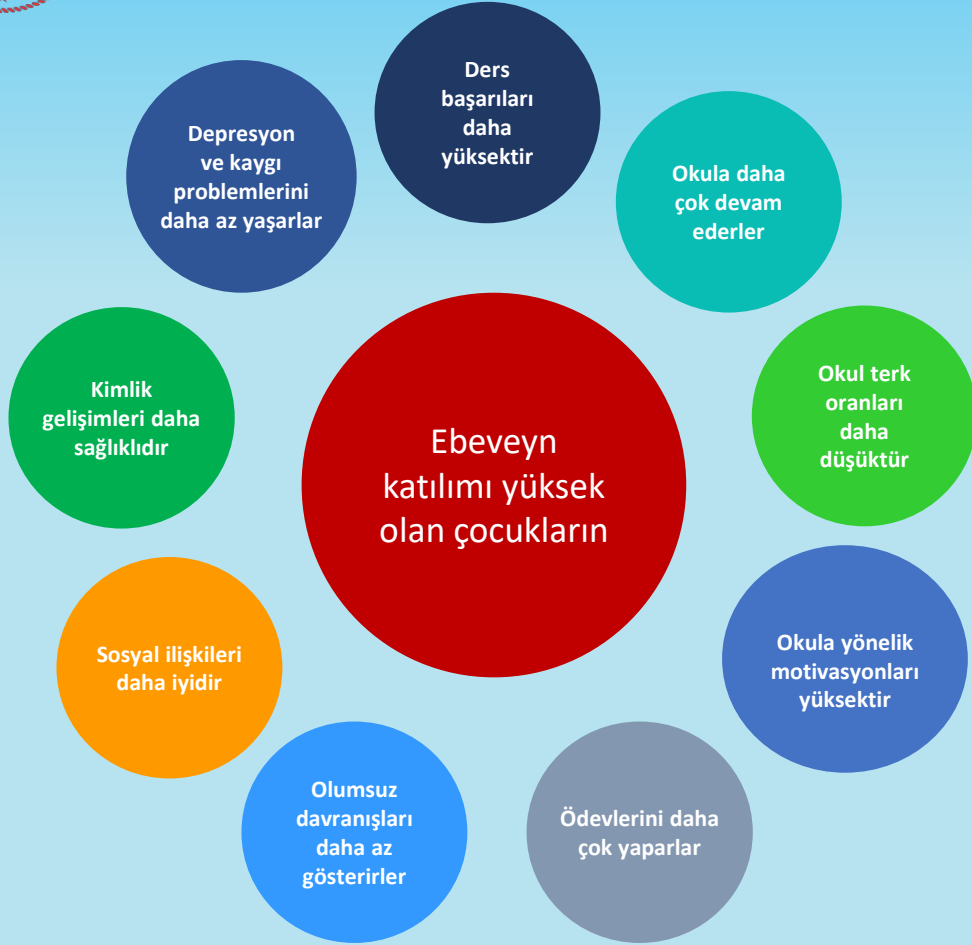 Ders
başarıları
daha
yüksektir
Depresyon
ve kaygı
problemlerini
daha az yaşarlar
Okula daha
çok devam
ederler
Kimlik
gelişimleri daha
sağlıklıdır
Ebeveyn
katılımı yüksek
olan çocukların
Okul terk
oranları
daha
düşüktür
Sosyal ilişkileri
daha iyidir
Okula yönelik
motivasyonları
yüksektir
Olumsuz
davranışları
daha az
gösterirler
Ödevlerini daha
çok yaparlar